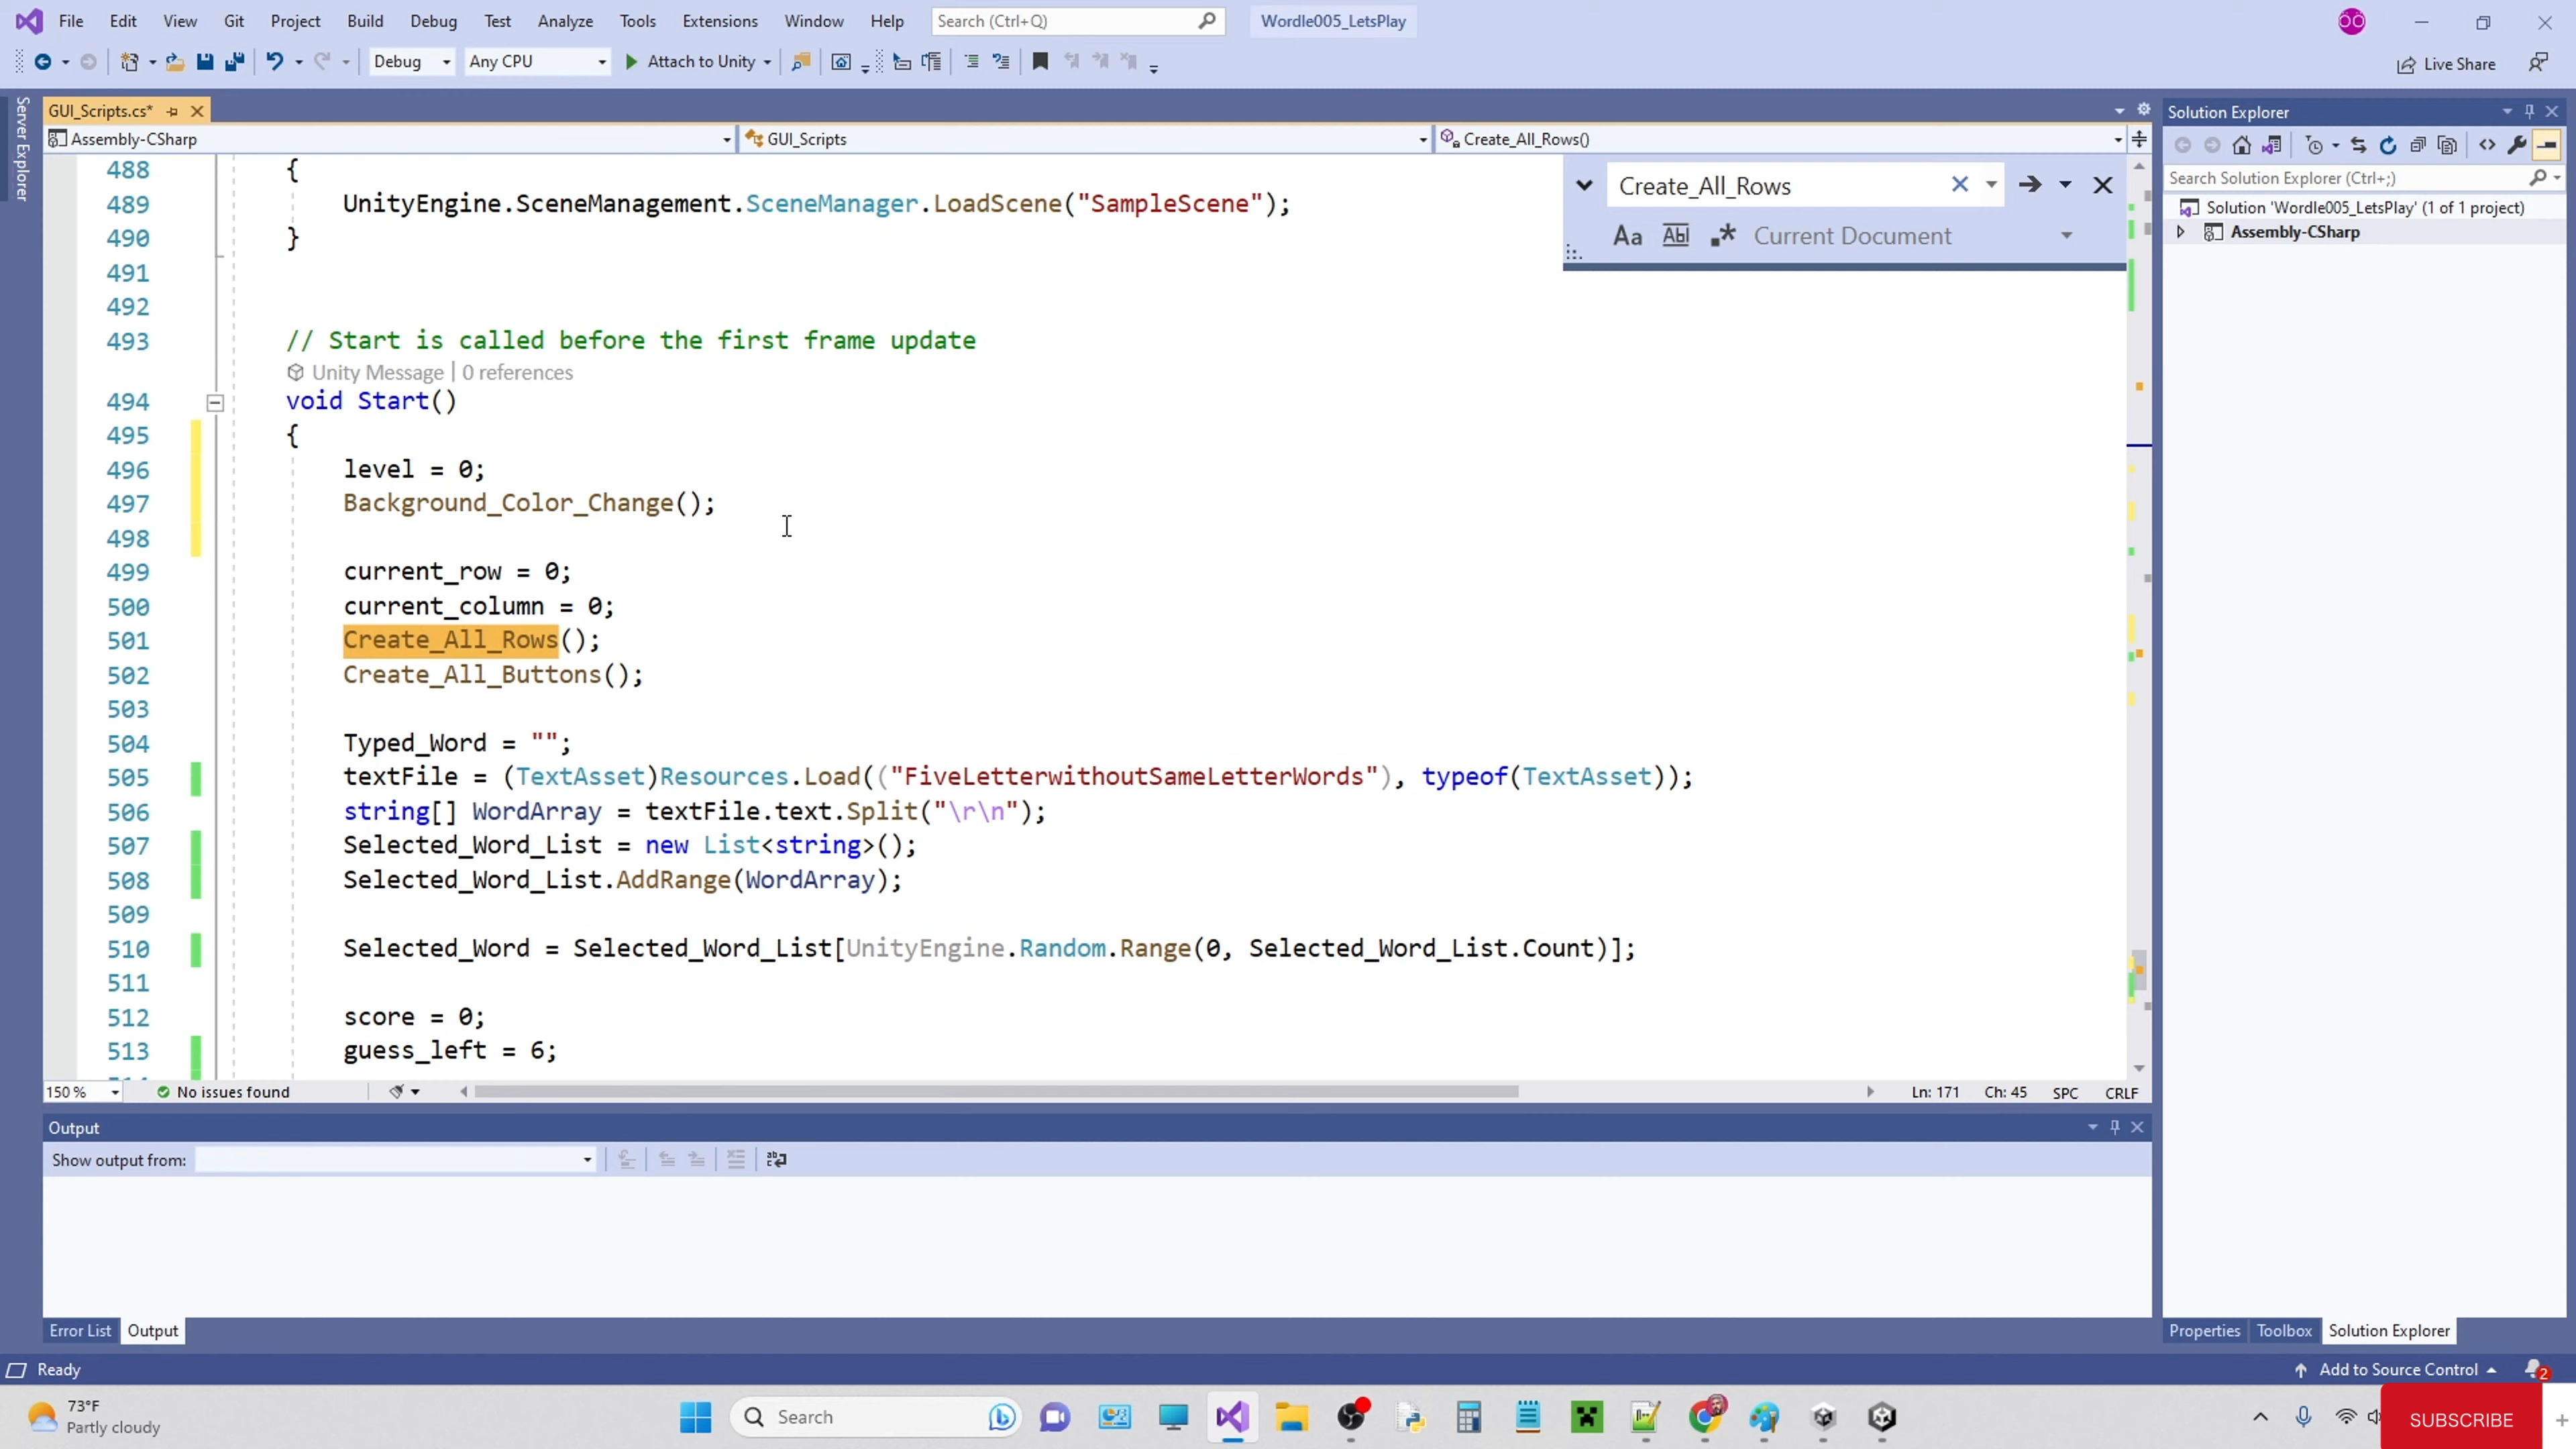 File Edit View Git Project Build Debug Test Analyze Tools Extensions Window Help Search (Ctrl+Q) Wordle005_LetsPlay
Debug Any CPU Attach to Unity Live Share
Server Explorer
GUI_Scripts.cs*
Assembly-CSharp GUI_Scripts Create_All_Rows()
Create_All_Rows
Aa Abl .* Current Document
488 {
489 UnityEngine.SceneManagement.SceneManager.LoadScene("SampleScene");
490 }
491
492
493 // Start is called before the first frame update
Unity Message | 0 references
494 void Start()
495 {
496 level = 0;
497 Background_Color_Change();
498
499 current_row = 0;
500 current_column = 0;
501 Create_All_Rows();
502 Create_All_Buttons();
503
504 Typed_Word = "";
505 textFile = (TextAsset)Resources.Load(("FiveLetterwithoutSameLetterWords"), typeof(TextAsset));
506 string[] WordArray = textFile.text.Split("\r\n");
507 Selected_Word_List = new List<string>();
508 Selected_Word_List.AddRange(WordArray);
509
510 Selected_Word = Selected_Word_List[UnityEngine.Random.Range(0, Selected_Word_List.Count)];
511
512 score = 0;
513 guess_left = 6;
150 % No issues found Ln: 171 Ch: 45 SPC CRLF
Output
Show output from:
Error List Output
Solution Explorer
Search Solution Explorer (Ctrl+;)
Solution 'Wordle005_LetsPlay' (1 of 1 project)
Assembly-CSharp
Properties Toolbox Solution Explorer
Ready Add to Source Control 2
73°F
Partly cloudy
Search
SUBSCRIBE